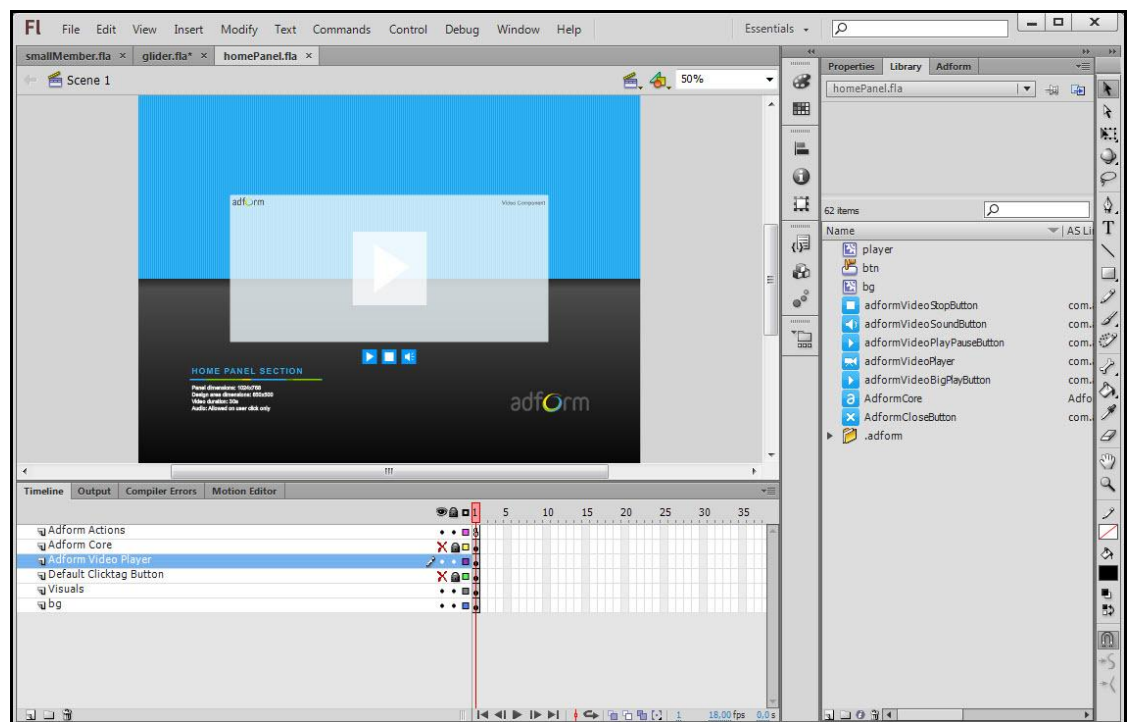 Fl File Edit View Insert Modify Text Commands Control Debug Window Help Essentials
smallMember.fla × glider.fla* × homePanel.fla ×
Scene 1 50%
adform Video Component
HOME PANEL SECTION
Panel dimensions: 1024x768
Video duration: 30s
Audio: Allowed on user click only
adform
Timeline Output Compiler Errors Motion Editor
1 5 10 15 20 25 30 35
Adform Actions
Adform Core
Adform Video Player
Default Clicktag Button
Visuals
bg
1 18,00 fps 0,0 s
Properties Library Adform
homePanel.fla
62 items
Name AS Li
player
btn
bg
adformVideoStopButton com.
adformVideoSoundButton com.
adformVideoPlayPauseButton com.
adformVideoPlayer com.
adformVideoBigPlayButton com.
AdformCore Adfo
AdformCloseButton com.
.adform